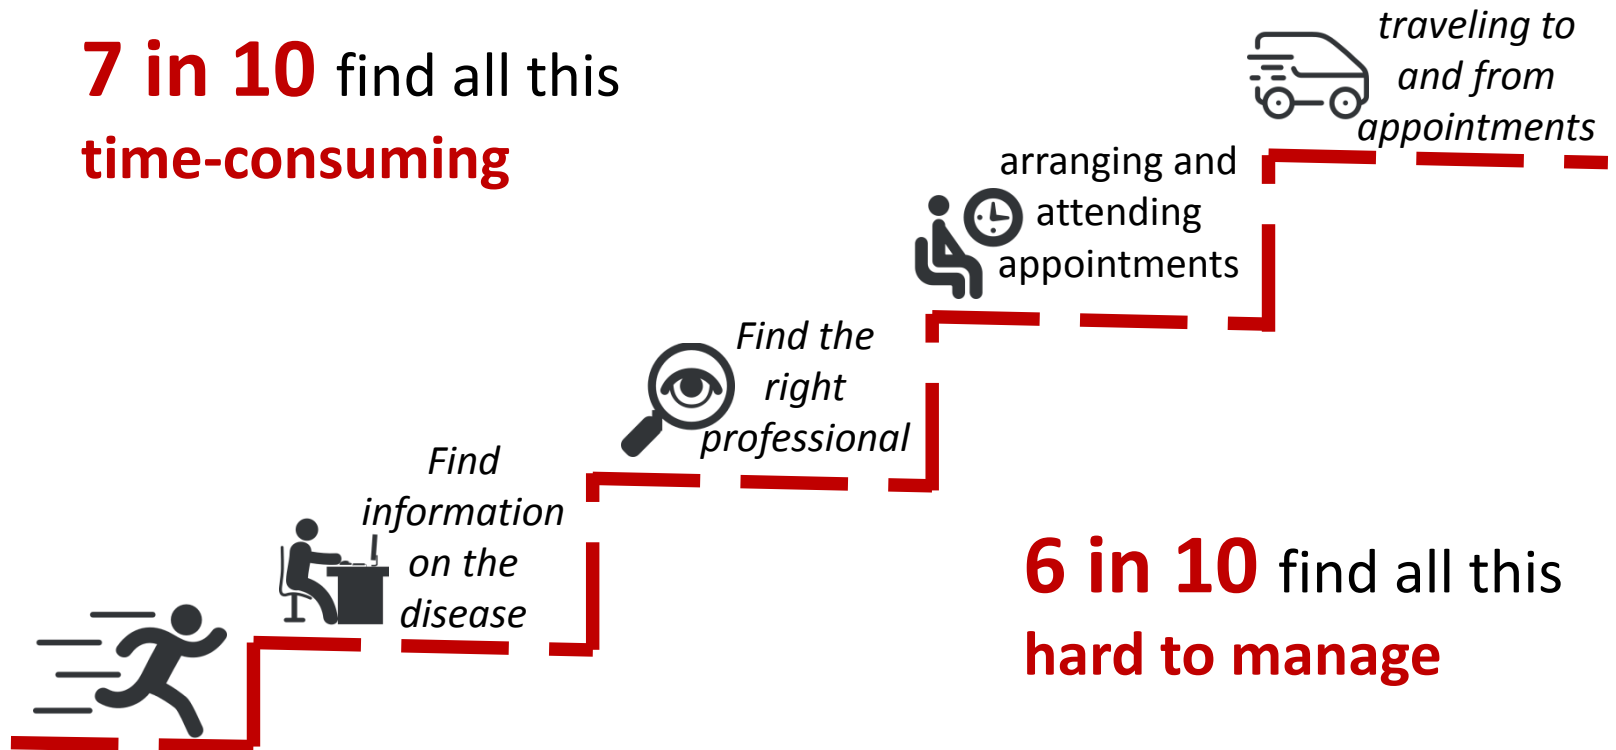 7 in 10 find all this
time-consuming
traveling to
and from
appointments
arranging and
attending
appointments
Find the
right
professional
Find
information
on the
disease
6 in 10 find all this
hard to manage